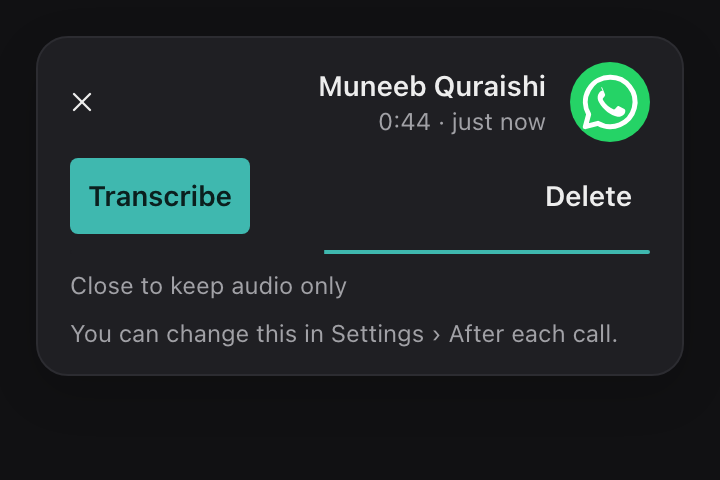 Muneeb Quraishi
0:44 · just now
Transcribe
Delete
Close to keep audio only
You can change this in Settings › After each call.